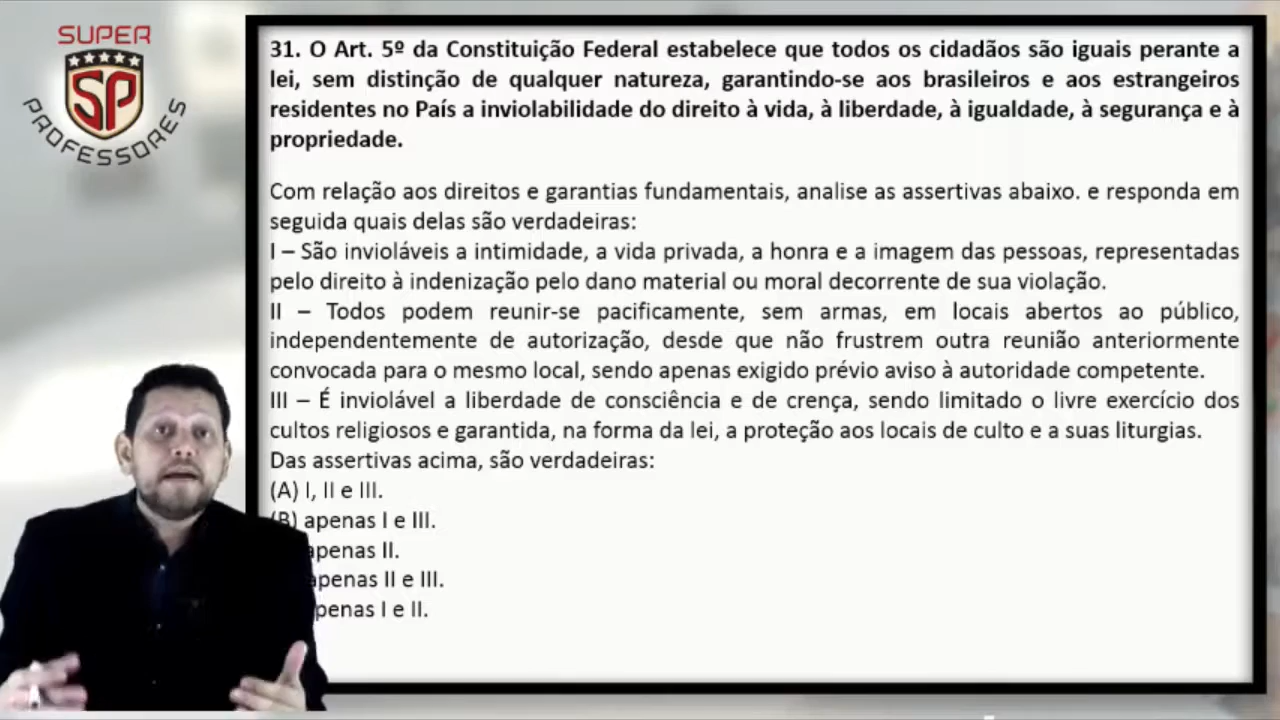 SUPER
SP
PROFESSORES
31. O Art. 5º da Constituição Federal estabelece que todos os cidadãos são iguais perante a
lei, sem distinção de qualquer natureza, garantindo-se aos brasileiros e aos estrangeiros
residentes no País a inviolabilidade do direito à vida, à liberdade, à igualdade, à segurança e à
propriedade.
Com relação aos direitos e garantias fundamentais, analise as assertivas abaixo. e responda em
seguida quais delas são verdadeiras:
I – São invioláveis a intimidade, a vida privada, a honra e a imagem das pessoas, representadas
pelo direito à indenização pelo dano material ou moral decorrente de sua violação.
II – Todos podem reunir-se pacificamente, sem armas, em locais abertos ao público,
independentemente de autorização, desde que não frustrem outra reunião anteriormente
convocada para o mesmo local, sendo apenas exigido prévio aviso à autoridade competente.
III – É inviolável a liberdade de consciência e de crença, sendo limitado o livre exercício dos
cultos religiosos e garantida, na forma da lei, a proteção aos locais de culto e a suas liturgias.
Das assertivas acima, são verdadeiras:
(A) I, II e III.
(B) apenas I e III.
apenas II.
apenas II e III.
penas I e II.